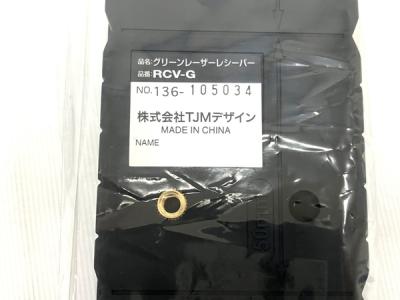 品名:グリーンレーザーレシーバー
品番:RCV-G
NO.136-105034
株式会社TJMデザイン
MADE IN CHINA
NAME
50mm